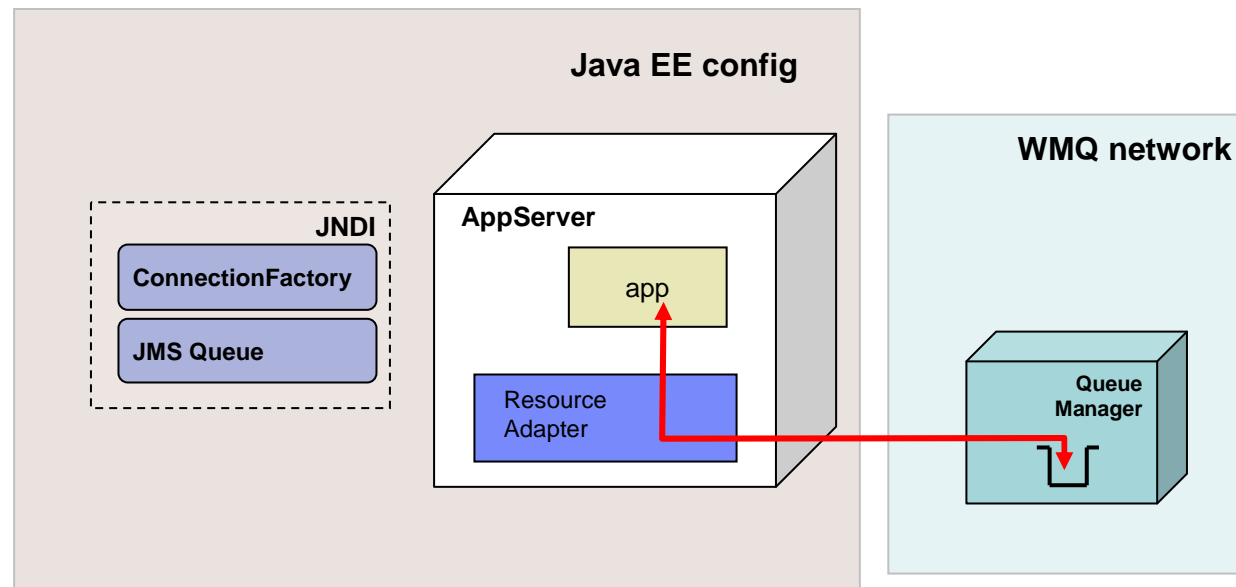 Java EE config
WMQ network
JNDI
ConnectionFactory
JMS Queue
AppServer
app
Resource
Adapter
Queue
Manager